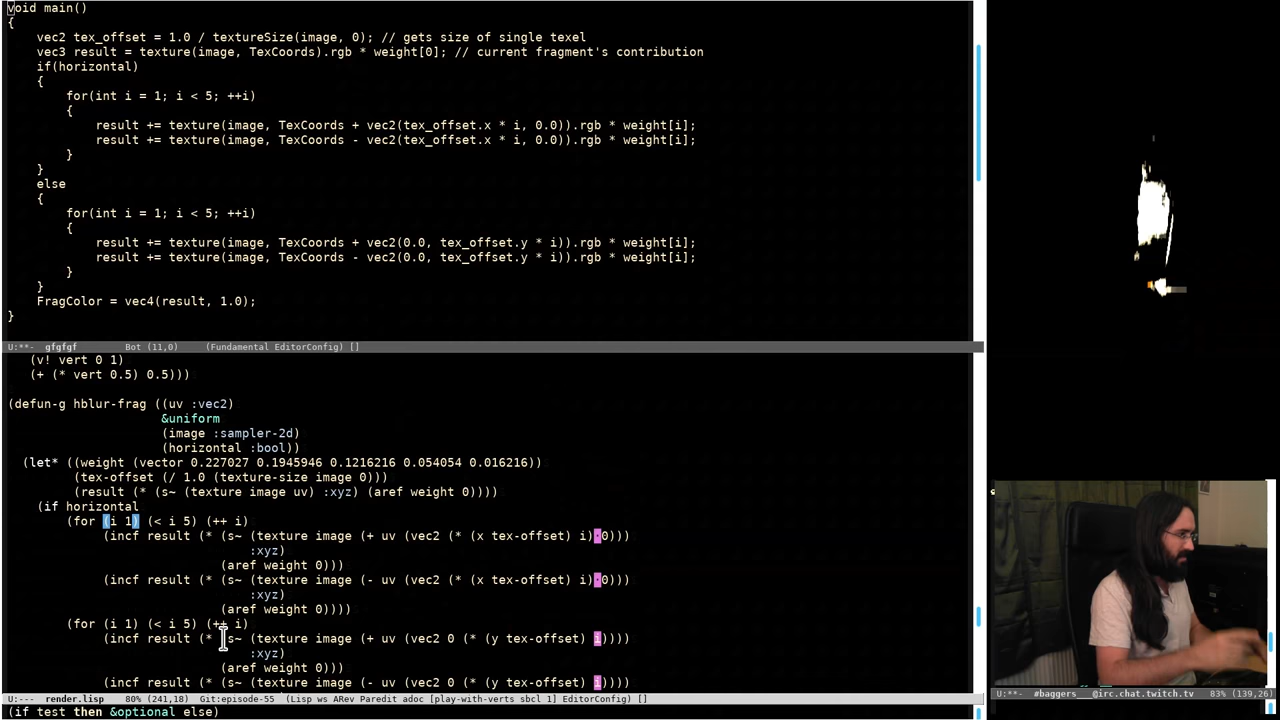 void main()
{
    vec2 tex_offset = 1.0 / textureSize(image, 0); // gets size of single texel
    vec3 result = texture(image, TexCoords).rgb * weight[0]; // current fragment's contribution
    if(horizontal)
    {
        for(int i = 1; i < 5; ++i)
        {
            result += texture(image, TexCoords + vec2(tex_offset.x * i, 0.0)).rgb * weight[i];
            result += texture(image, TexCoords - vec2(tex_offset.x * i, 0.0)).rgb * weight[i];
        }
    }
    else
    {
        for(int i = 1; i < 5; ++i)
        {
            result += texture(image, TexCoords + vec2(0.0, tex_offset.y * i)).rgb * weight[i];
            result += texture(image, TexCoords - vec2(0.0, tex_offset.y * i)).rgb * weight[i];
        }
    }
    FragColor = vec4(result, 1.0);
}
U:**-  gfgfgf      Bot (11,0)     (Fundamental EditorConfig) []
   (v! vert 0 1)
   (+ (* vert 0.5) 0.5)))
(defun-g hblur-frag ((uv :vec2)
                     &uniform
                     (image :sampler-2d)
                     (horizontal :bool))
  (let* ((weight (vector 0.227027 0.1945946 0.1216216 0.054054 0.016216))
         (tex-offset (/ 1.0 (texture-size image 0)))
         (result (* (s~ (texture image uv) :xyz) (aref weight 0))))
    (if horizontal
        (for (i 1) (< i 5) (++ i)
             (incf result (* (s~ (texture image (+ uv (vec2 (* (x tex-offset) i) 0)))
                                 :xyz)
                             (aref weight 0)))
             (incf result (* (s~ (texture image (- uv (vec2 (* (x tex-offset) i) 0)))
                                 :xyz)
                             (aref weight 0))))
        (for (i 1) (< i 5) (++ i)
             (incf result (* (s~ (texture image (+ uv (vec2 0 (* (y tex-offset) i))))
                                 :xyz)
                             (aref weight 0)))
             (incf result (* (s~ (texture image (- uv (vec2 0 (* (y tex-offset) i))))
U:---  render.lisp    80% (241,18)   Git:episode-55  (Lisp ws ARev Paredit adoc [play-with-verts sbcl 1] EditorConfig) []
(if test then &optional else)
U:**-  #baggers  @irc.chat.twitch.tv   83% (139,26)